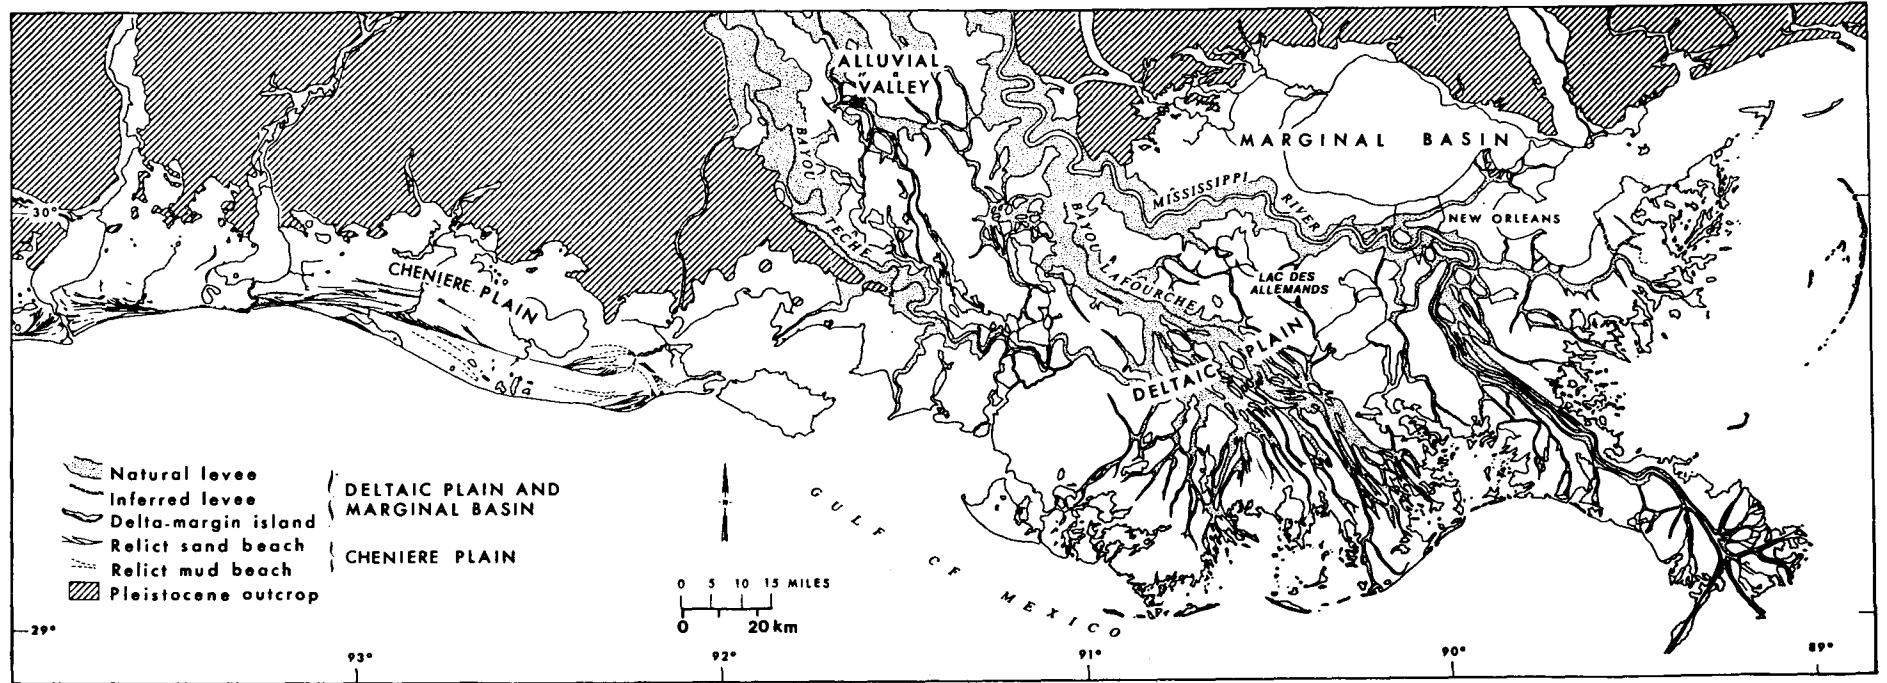 ALLUVIAL
VALLEY
MARGINAL BASIN
BAYOU
TECHE
MISSISSIPPI
RIVER
30°
NEW ORLEANS
BAYOU LAFOURCHE
CHENIERE PLAIN
LAC DES
ALLEMANDS
DELTAIC PLAIN
Natural levee
Inferred levee
Delta-margin island
DELTAIC PLAIN AND
MARGINAL BASIN
Relict sand beach
Relict mud beach
CHENIERE PLAIN
Pleistocene outcrop
GULF OF MEXICO
0 5 10 15 MILES
0 20 km
29°
93° 92° 91° 90° 89°